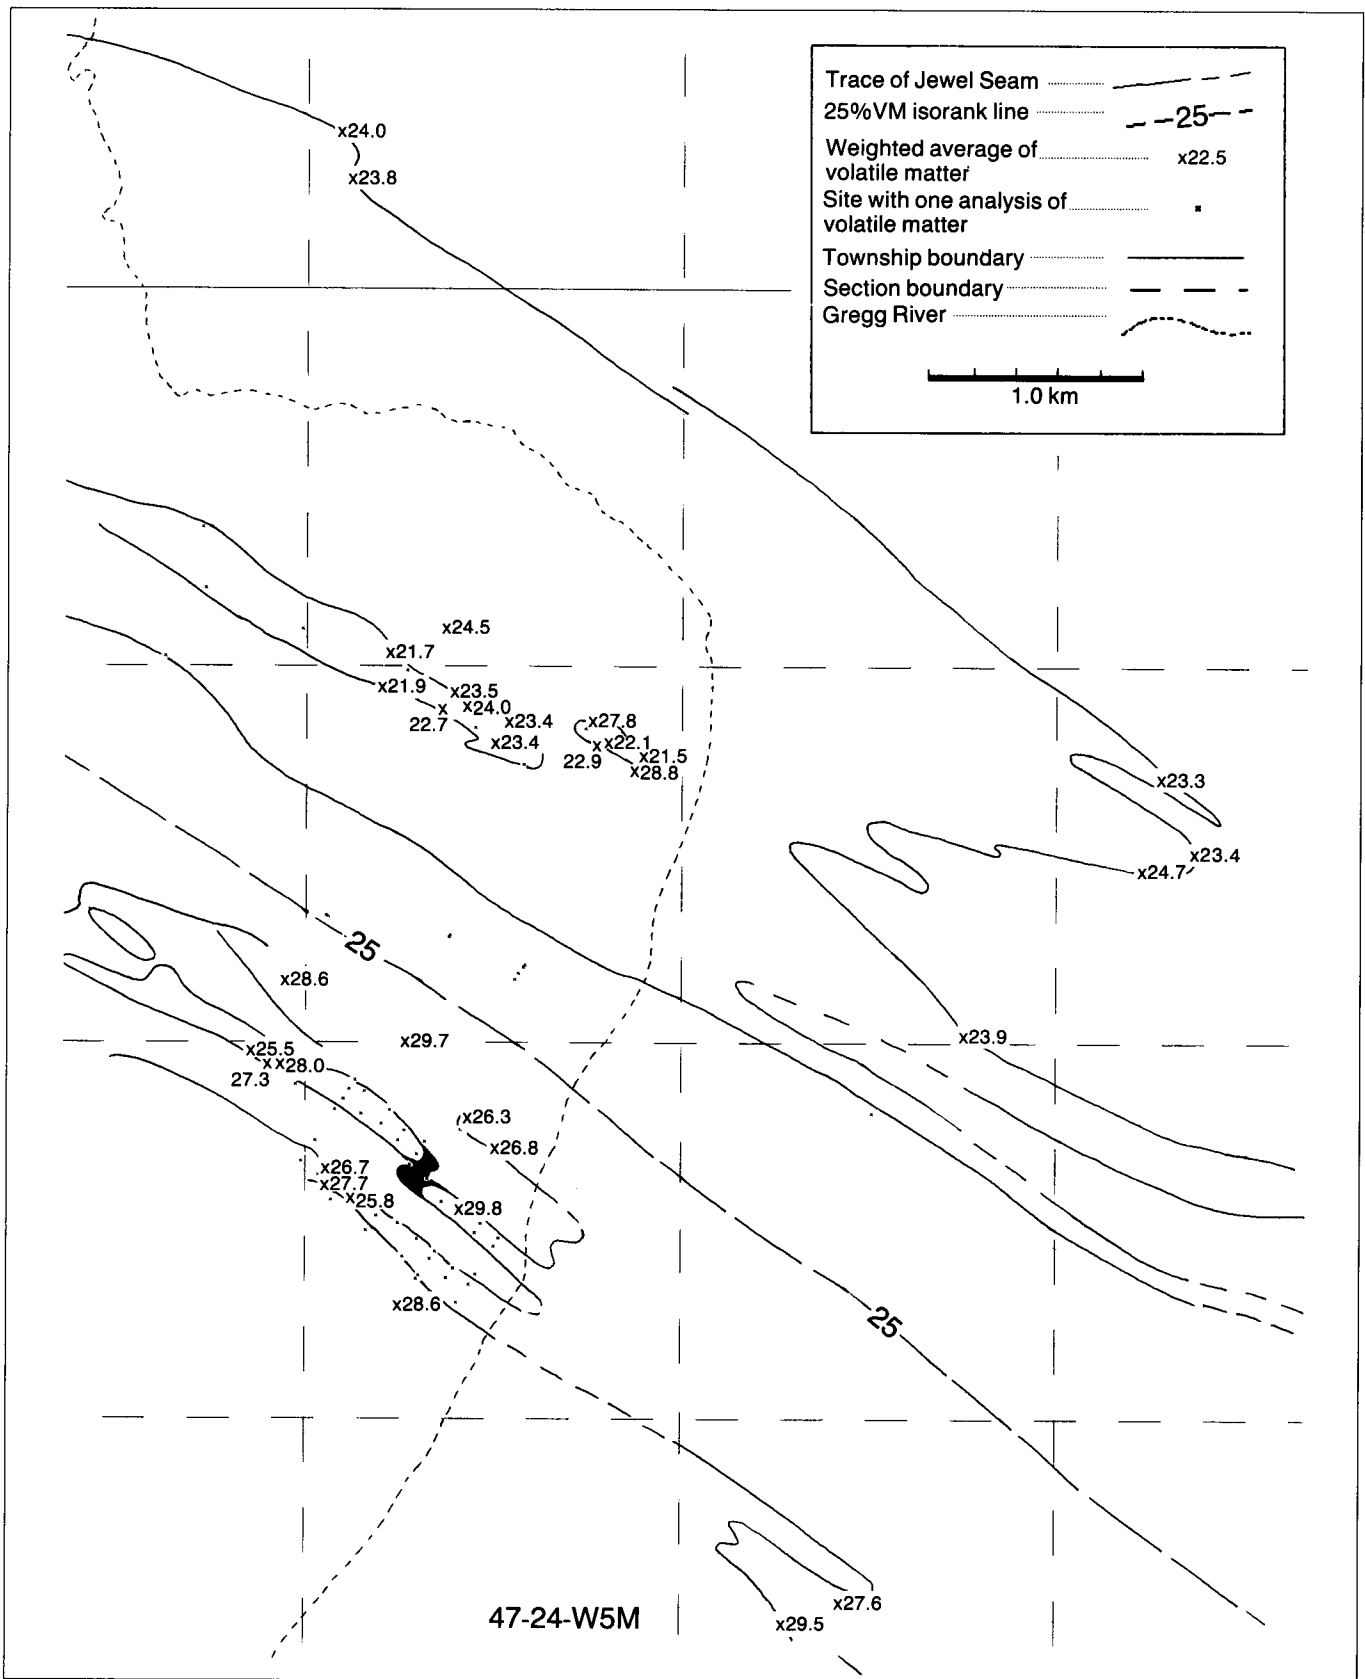 Trace of Jewel Seam
25%VM isorank line
25
Weighted average of
volatile matter
x22.5
Site with one analysis of
volatile matter
Township boundary
Section boundary
Gregg River
1.0 km
x24.0
x23.8
x24.5
x21.7
x21.9
x23.5
x24.0
x
22.7
x23.4
x23.4
x27.8
x x22.1
22.9
x21.5
x28.8
x23.3
x23.4
x24.7
25
x28.6
x23.9
x29.7
x25.5
x x28.0
27.3
x26.3
x26.8
x26.7
x27.7
x25.8
x29.8
x28.6
25
x27.6
x29.5
47-24-W5M